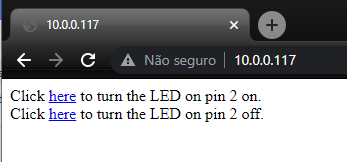 10.0.0.117
Não seguro | 10.0.0.117
Click here to turn the LED on pin 2 on.
Click here to turn the LED on pin 2 off.